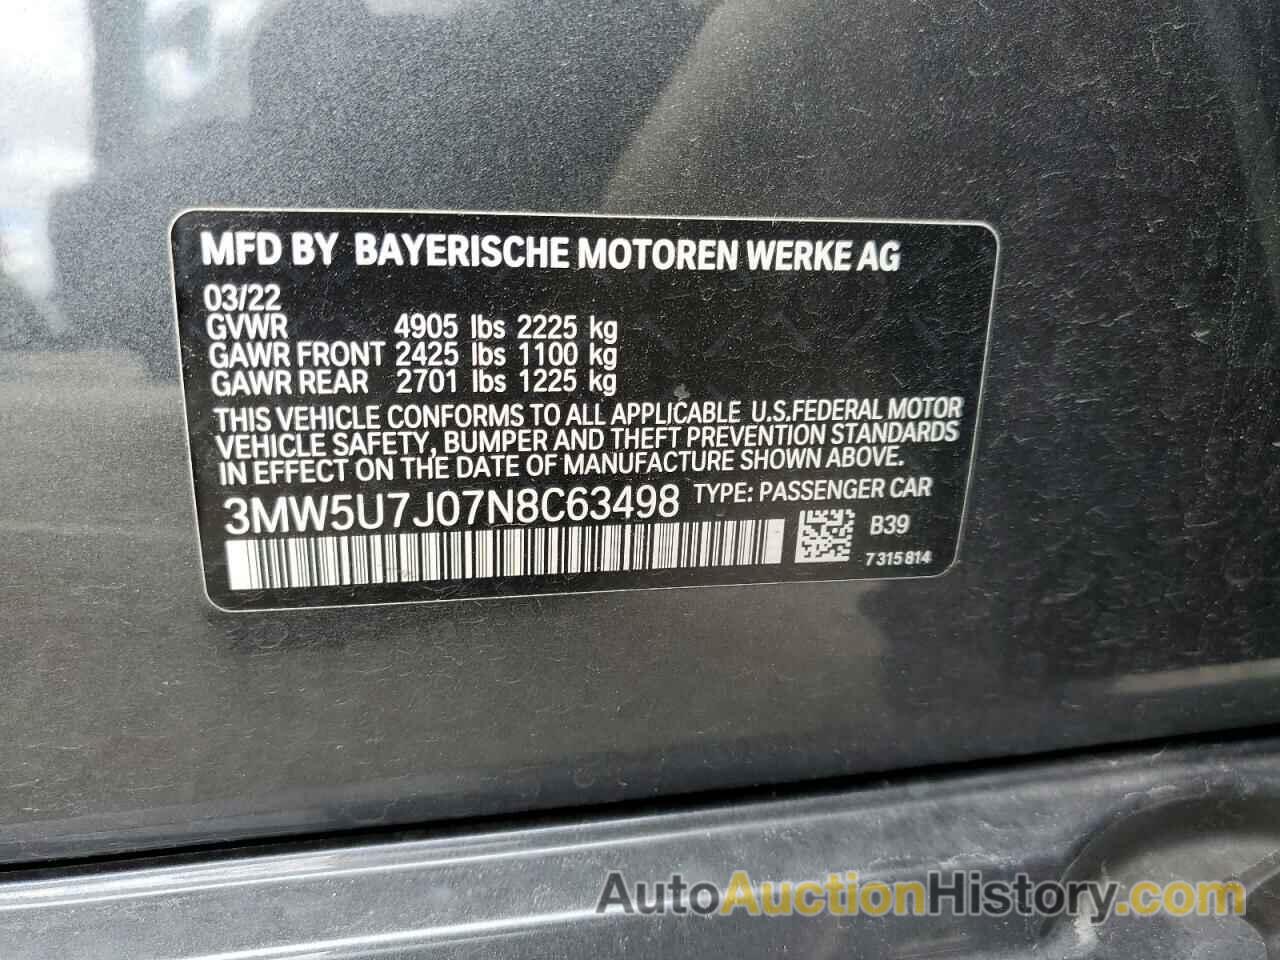 MFD BY BAYERISCHE MOTOREN WERKE AG
03/22
GVWR 4905 lbs 2225 kg
GAWR FRONT 2425 lbs 1100 kg
GAWR REAR 2701 lbs 1225 kg
THIS VEHICLE CONFORMS TO ALL APPLICABLE U.S.FEDERAL MOTOR
VEHICLE SAFETY, BUMPER AND THEFT PREVENTION STANDARDS
IN EFFECT ON THE DATE OF MANUFACTURE SHOWN ABOVE.
3MW5U7J07N8C63498 TYPE: PASSENGER CAR
B39
7 315 814
AutoAuctionHistory.com